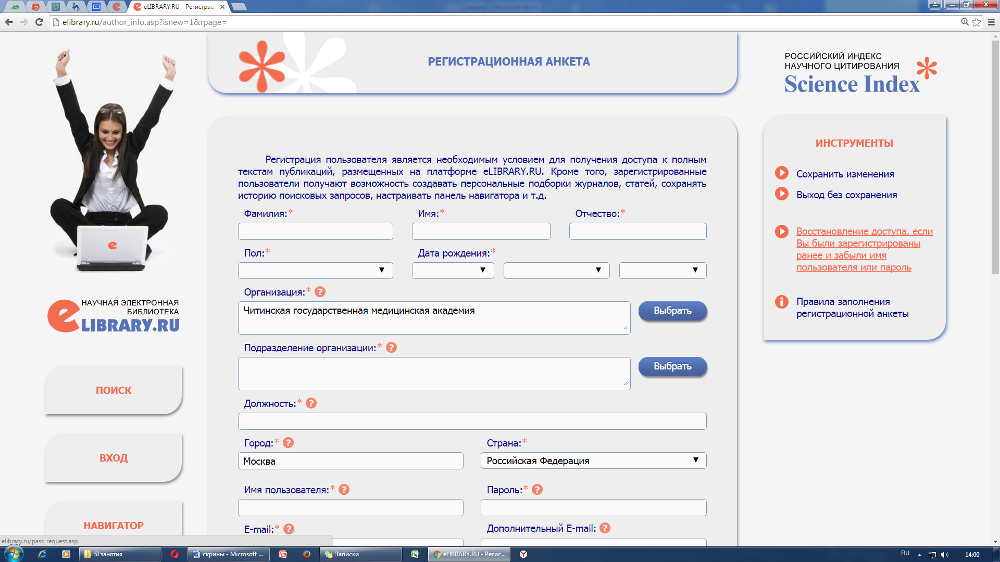 eLIBRARY.RU - Регистрац
elibrary.ru/author_info.asp?isnew=1&rpage=
РЕГИСТРАЦИОННАЯ АНКЕТА
РОССИЙСКИЙ ИНДЕКС
НАУЧНОГО ЦИТИРОВАНИЯ
Science Index
НАУЧНАЯ ЭЛЕКТРОННАЯ
БИБЛИОТЕКА
eLIBRARY.RU
ПОИСК
ВХОД
НАВИГАТОР
Регистрация пользователя является необходимым условием для получения доступа к полным
текстам публикаций, размещенных на платформе eLIBRARY.RU. Кроме того, зарегистрированные
пользователи получают возможность создавать персональные подборки журналов, статей, сохранять
историю поисковых запросов, настраивать панель навигатора и т.д.
Фамилия:* Имя:* Отчество:*
Пол:* Дата рождения:*
Организация:* ?
Читинская государственная медицинская академия Выбрать
Подразделение организации:* ?
Выбрать
Должность:* ?
Город:* ? Страна:*
Москва Российская Федерация
Имя пользователя:* ? Пароль:* ?
E-mail:* ? Дополнительный E-mail: ?
ИНСТРУМЕНТЫ
Сохранить изменения
Выход без сохранения
Восстановление доступа, если
Вы были зарегистрированы
ранее и забыли имя
пользователя или пароль
Правила заполнения
регистрационной анкеты
elibrary.ru/pass_request.asp
SI занятия скрины - Microsoft ... Записки eLIBRARY.RU - Регис... RU 14:00